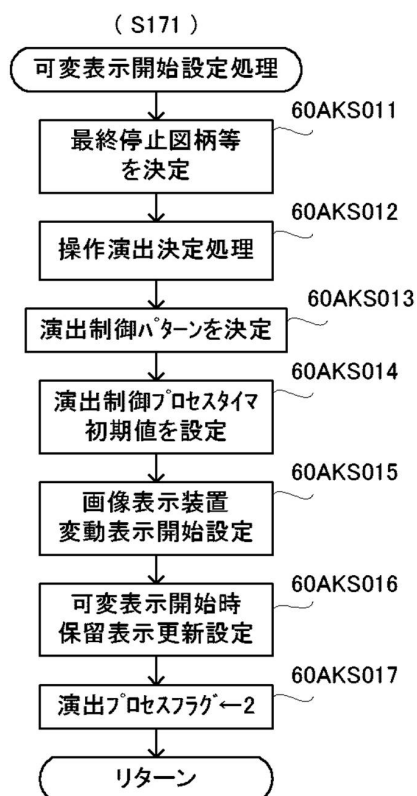 ( S171 )
可変表示開始設定処理
60AKS011
最終停止図柄等
を決定
60AKS012
操作演出決定処理
60AKS013
演出制御ﾊﾟﾀｰﾝを決定
60AKS014
演出制御ﾌﾟﾛｾｽﾀｲﾏ
初期値を設定
60AKS015
画像表示装置
変動表示開始設定
60AKS016
可変表示開始時
保留表示更新設定
60AKS017
演出ﾌﾟﾛｾｽﾌﾗｸﾞ←2
リターン